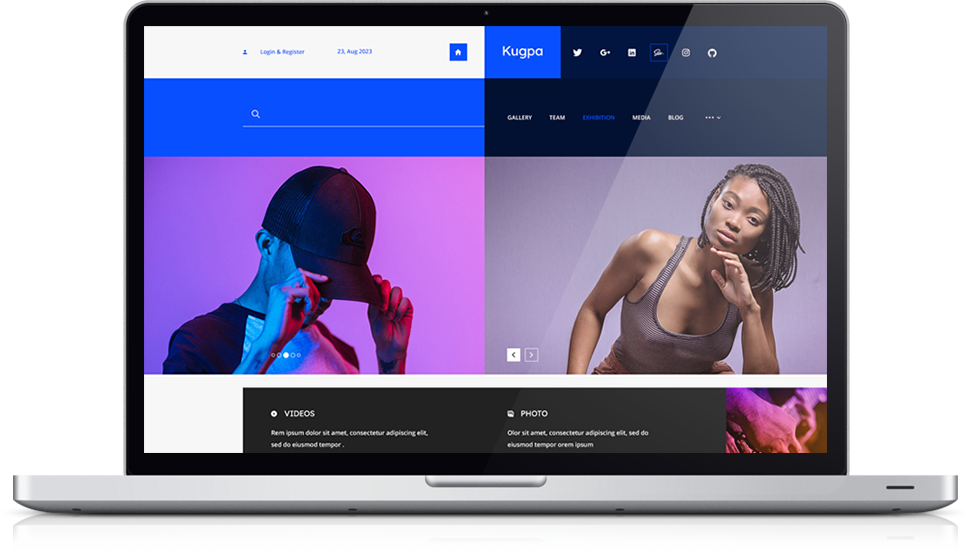 Login & Register
23, Aug 2023
Kugpa
GALLERY
TEAM
EXHIBITION
MEDIA
BLOG
VIDEOS
Rem ipsum dolor sit amet, consectetur adipiscing elit,
sed do eiusmod tempor .
PHOTO
Olor sit amet, consectetur adipiscing elit, sed do
eiusmod tempor orem ipsum